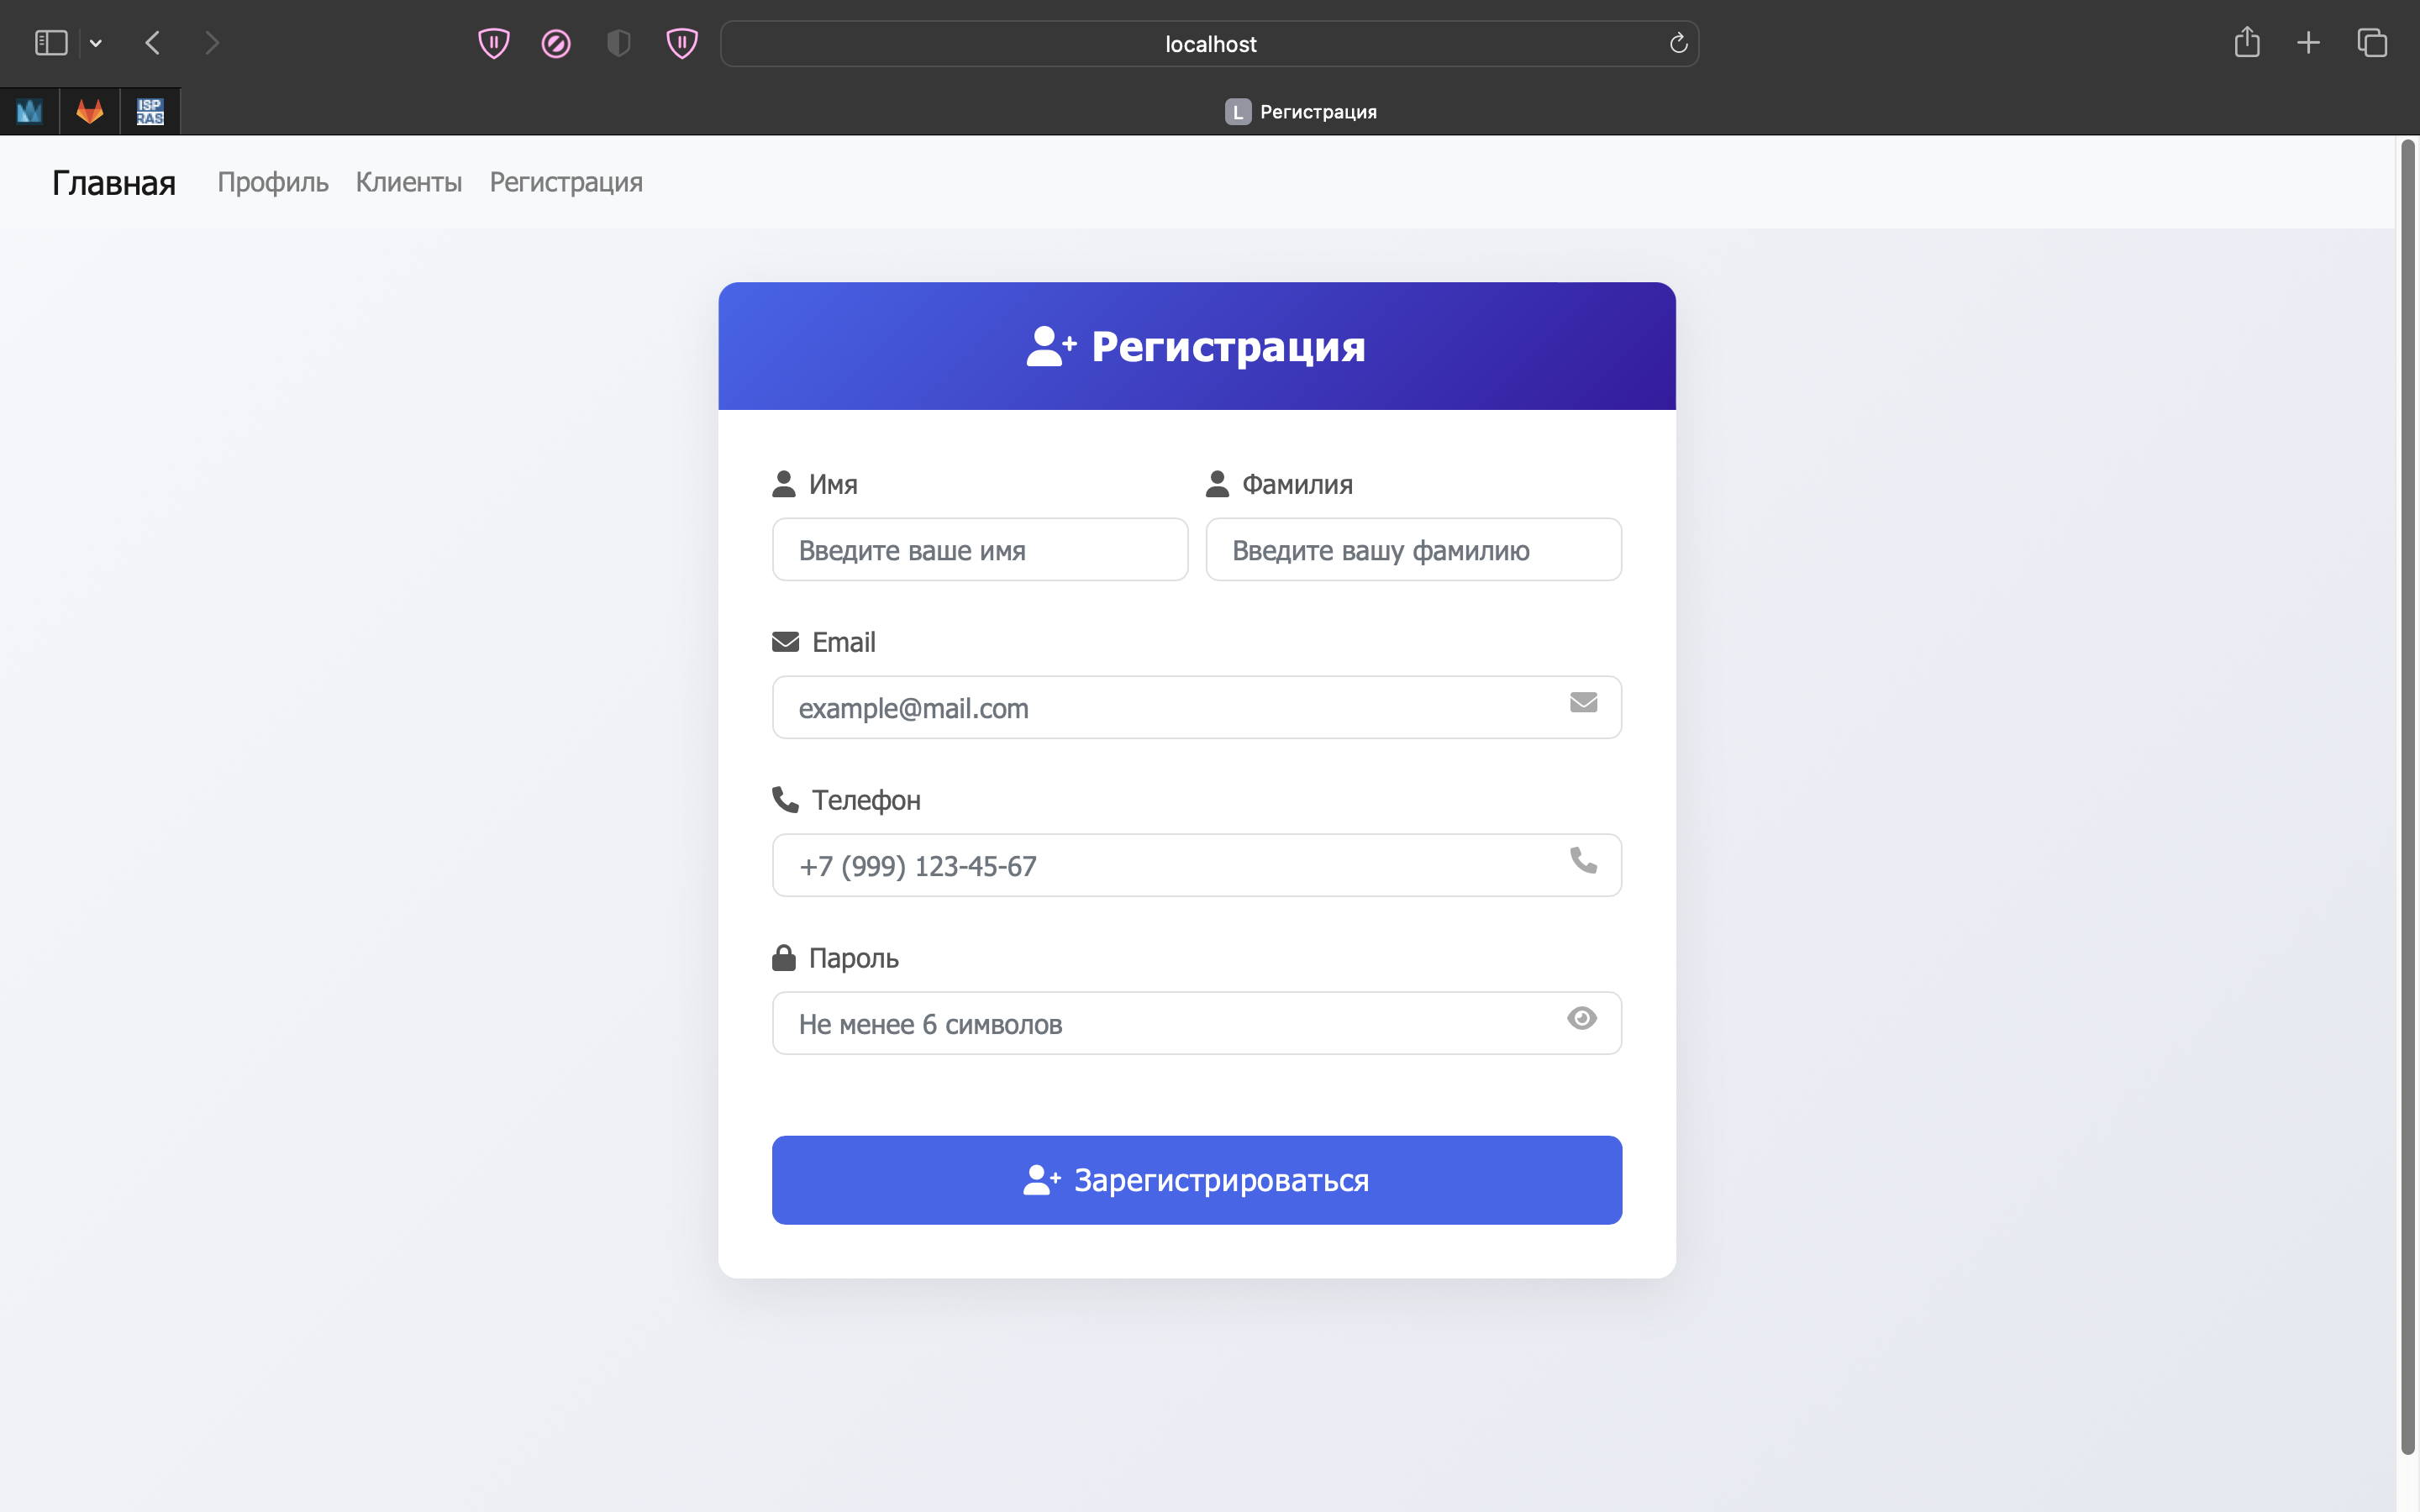 localhost
ISP
RAS
L Регистрация
Главная Профиль Клиенты Регистрация
Регистрация
Имя Фамилия
Введите ваше имя Введите вашу фамилию
Email
example@mail.com
Телефон
+7 (999) 123-45-67
Пароль
Не менее 6 символов
Зарегистрироваться